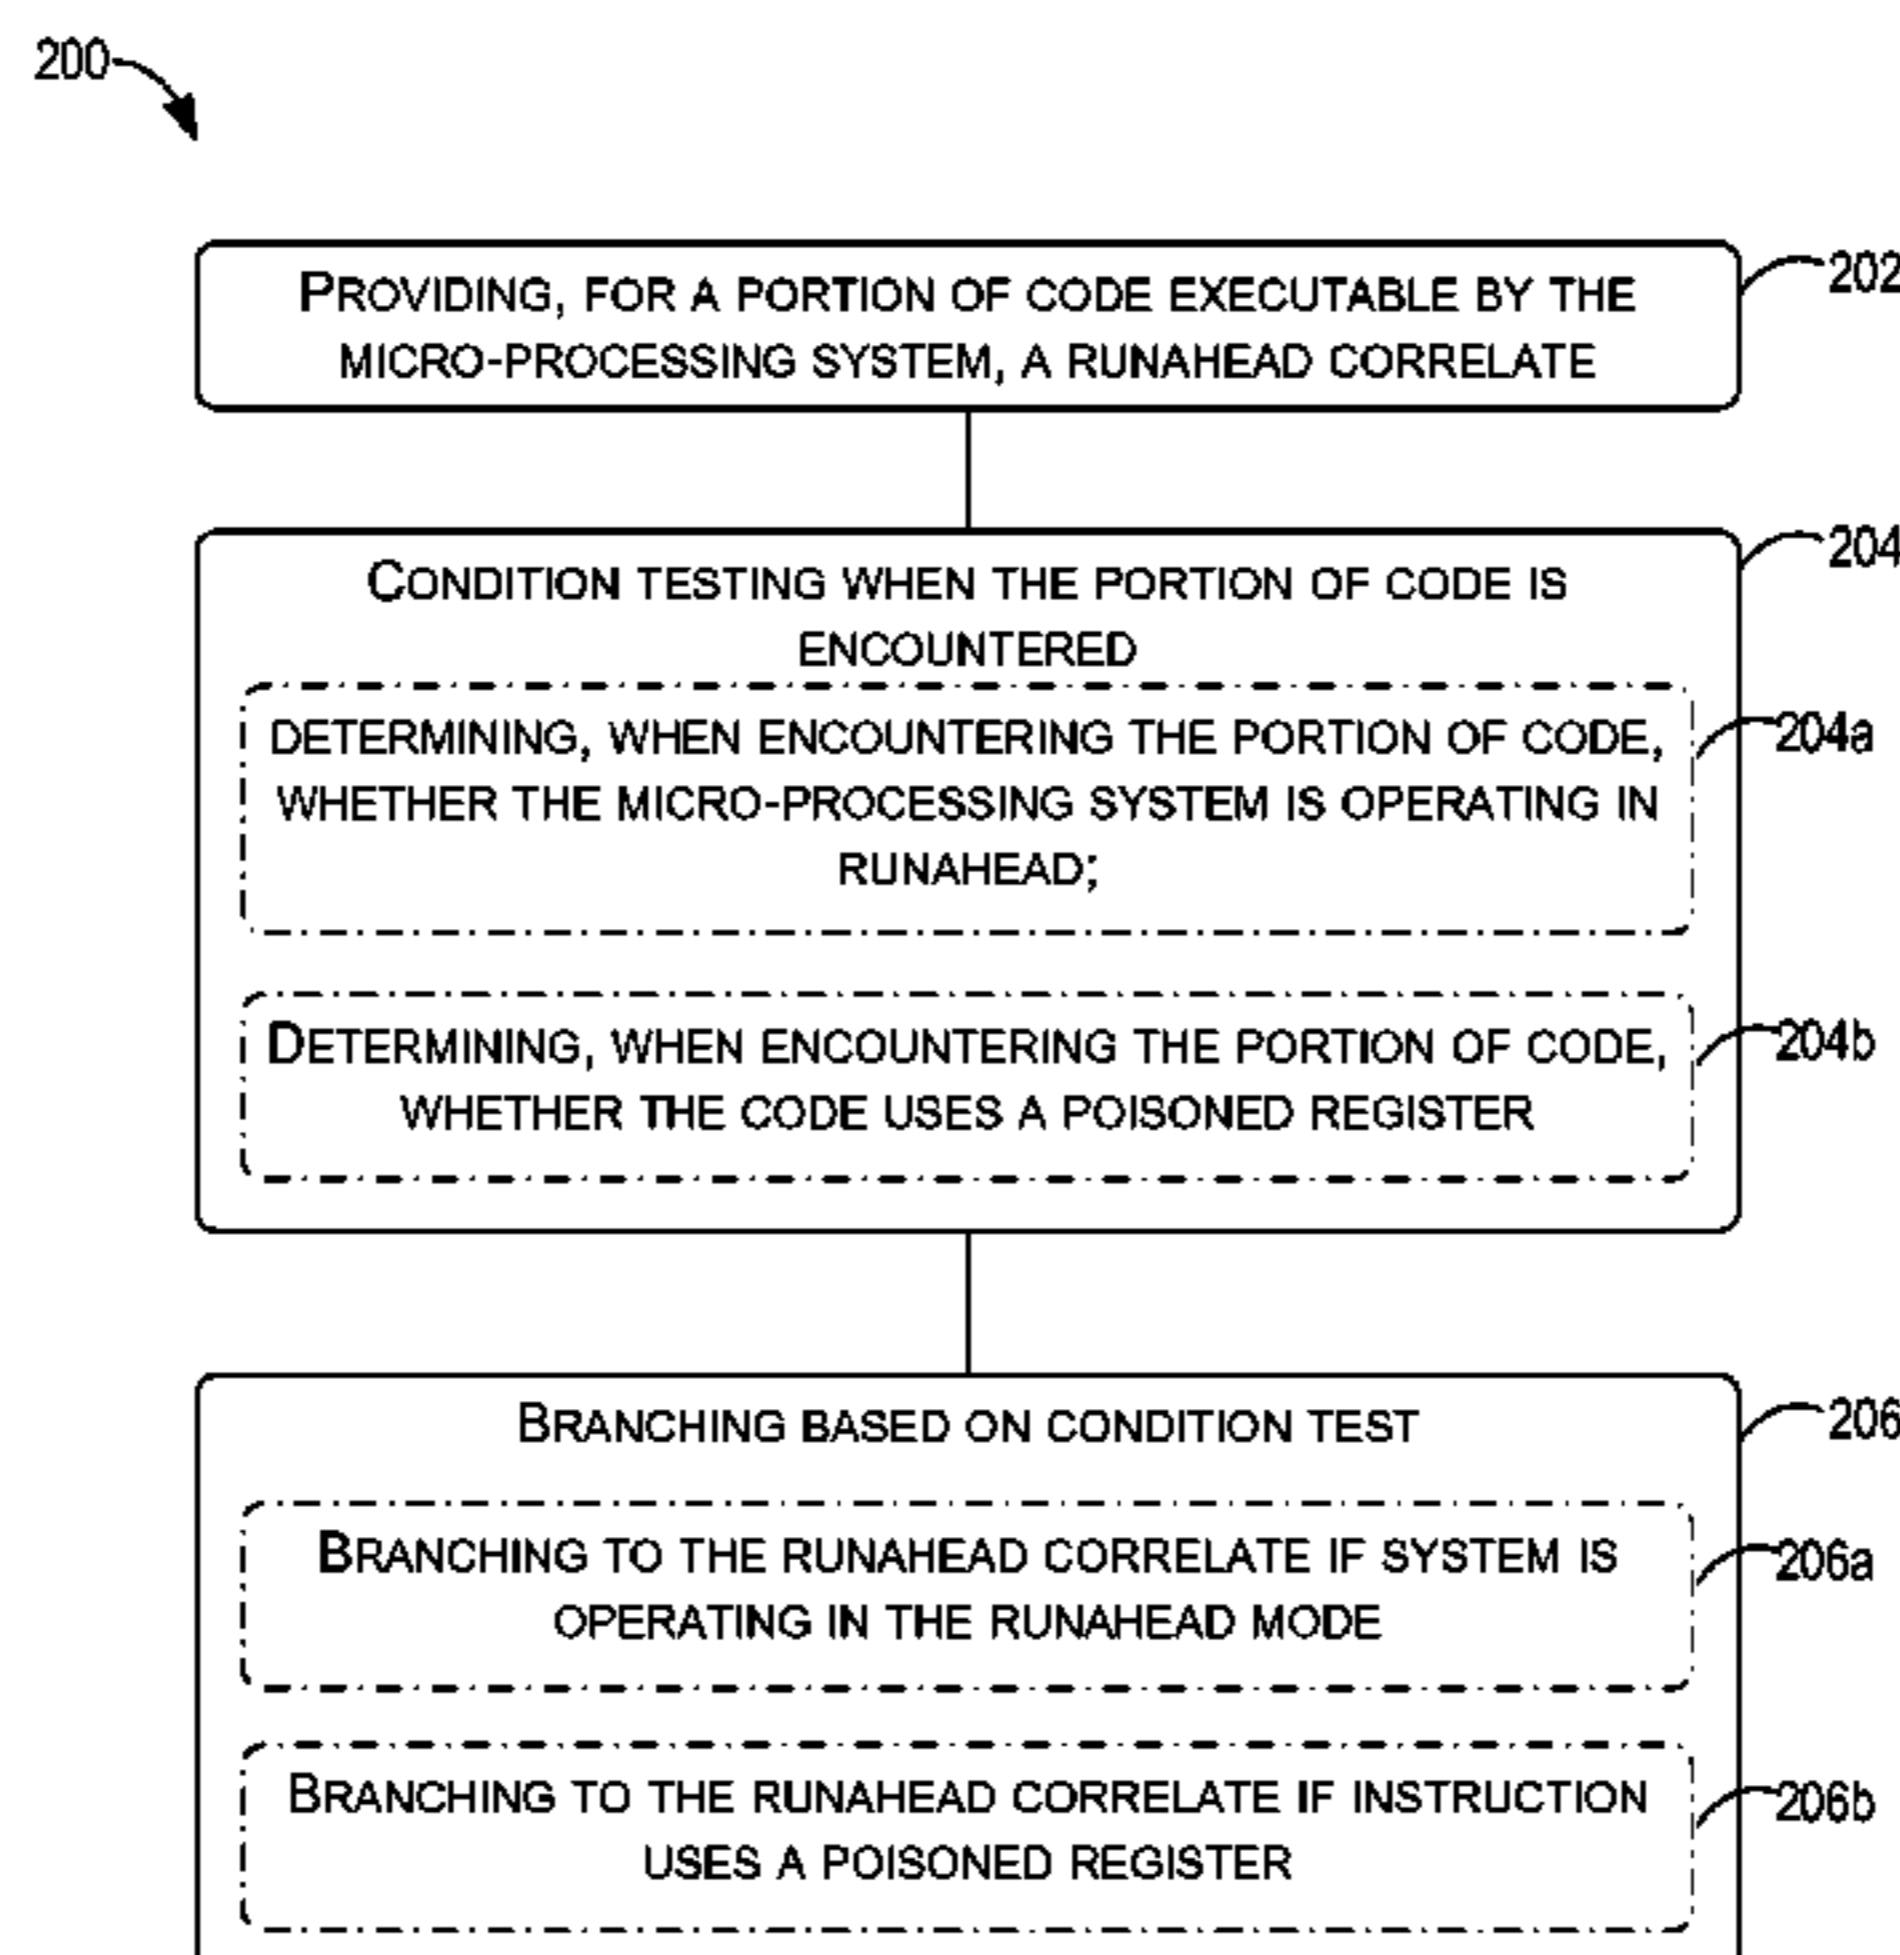 200
PROVIDING, FOR A PORTION OF CODE EXECUTABLE BY THE
MICRO-PROCESSING SYSTEM, A RUNAHEAD CORRELATE
202
CONDITION TESTING WHEN THE PORTION OF CODE IS
ENCOUNTERED
204
DETERMINING, WHEN ENCOUNTERING THE PORTION OF CODE,
WHETHER THE MICRO-PROCESSING SYSTEM IS OPERATING IN
RUNAHEAD;
204a
DETERMINING, WHEN ENCOUNTERING THE PORTION OF CODE,
WHETHER THE CODE USES A POISONED REGISTER
204b
BRANCHING BASED ON CONDITION TEST
206
BRANCHING TO THE RUNAHEAD CORRELATE IF SYSTEM IS
OPERATING IN THE RUNAHEAD MODE
206a
BRANCHING TO THE RUNAHEAD CORRELATE IF INSTRUCTION
USES A POISONED REGISTER
206b